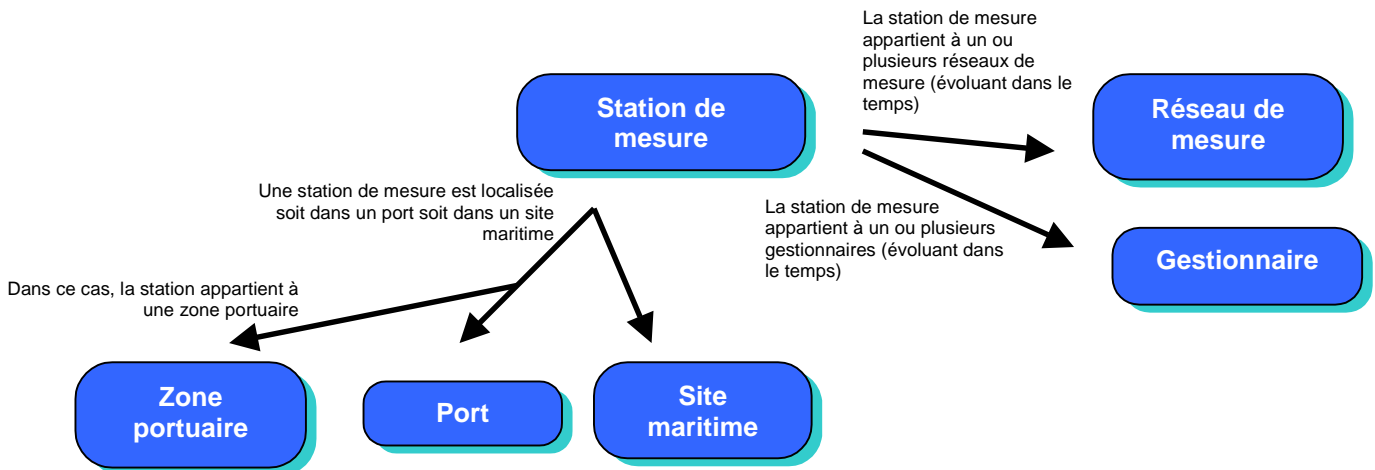 La station de mesure
appartient à un ou
plusieurs réseaux de
mesure (évoluant dans le
temps)
Station de
mesure
Réseau de
mesure
Une station de mesure est localisée
soit dans un port soit dans un site
maritime
La station de mesure
appartient à un ou plusieurs
gestionnaires (évoluant dans
le temps)
Gestionnaire
Dans ce cas, la station appartient à
une zone portuaire
Zone
portuaire
Port
Site
maritime